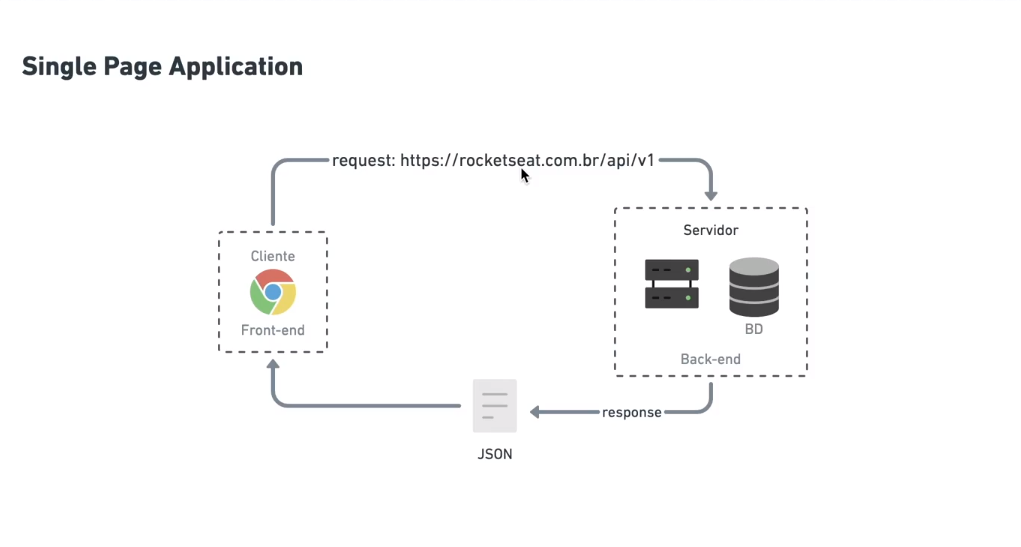 Single Page Application
request: https://rocketseat.com.br/api/v1
Servidor
Cliente
Front-end
BD
Back-end
response
JSON